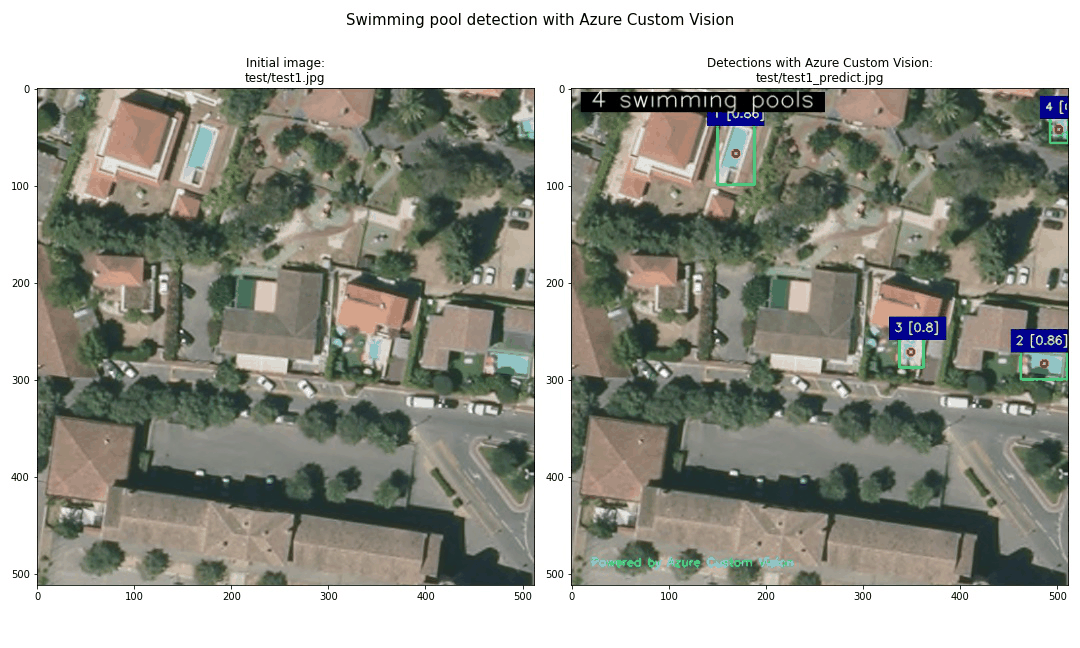 Swimming pool detection with Azure Custom Vision
Initial image:
test/test1.jpg
Detections with Azure Custom Vision:
test/test1_predict.jpg
4 swimming pools
1 [0.86]
4 [0
3 [0.8]
2 [0.86]
Powered by Azure Custom Vision
0
100
200
300
400
500
0 100 200 300 400 500
0
100
200
300
400
500
0 100 200 300 400 500